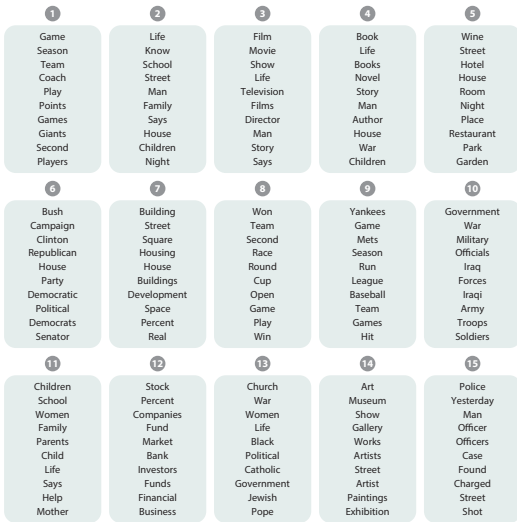 1
Game
Season
Team
Coach
Play
Points
Games
Giants
Second
Players
2
Life
Know
School
Street
Man
Family
Says
House
Children
Night
3
Film
Movie
Show
Life
Television
Films
Director
Man
Story
Says
4
Book
Life
Books
Novel
Story
Man
Author
House
War
Children
5
Wine
Street
Hotel
House
Room
Night
Place
Restaurant
Park
Garden
6
Bush
Campaign
Clinton
Republican
House
Party
Democratic
Political
Democrats
Senator
7
Building
Street
Square
Housing
House
Buildings
Development
Space
Percent
Real
8
Won
Team
Second
Race
Round
Cup
Open
Game
Play
Win
9
Yankees
Game
Mets
Season
Run
League
Baseball
Team
Games
Hit
10
Government
War
Military
Officials
Iraq
Forces
Iraqi
Army
Troops
Soldiers
11
Children
School
Women
Family
Parents
Child
Life
Says
Help
Mother
12
Stock
Percent
Companies
Fund
Market
Bank
Investors
Funds
Financial
Business
13
Church
War
Women
Life
Black
Political
Catholic
Government
Jewish
Pope
14
Art
Museum
Show
Gallery
Works
Artists
Street
Artist
Paintings
Exhibition
15
Police
Yesterday
Man
Officer
Officers
Case
Found
Charged
Street
Shot